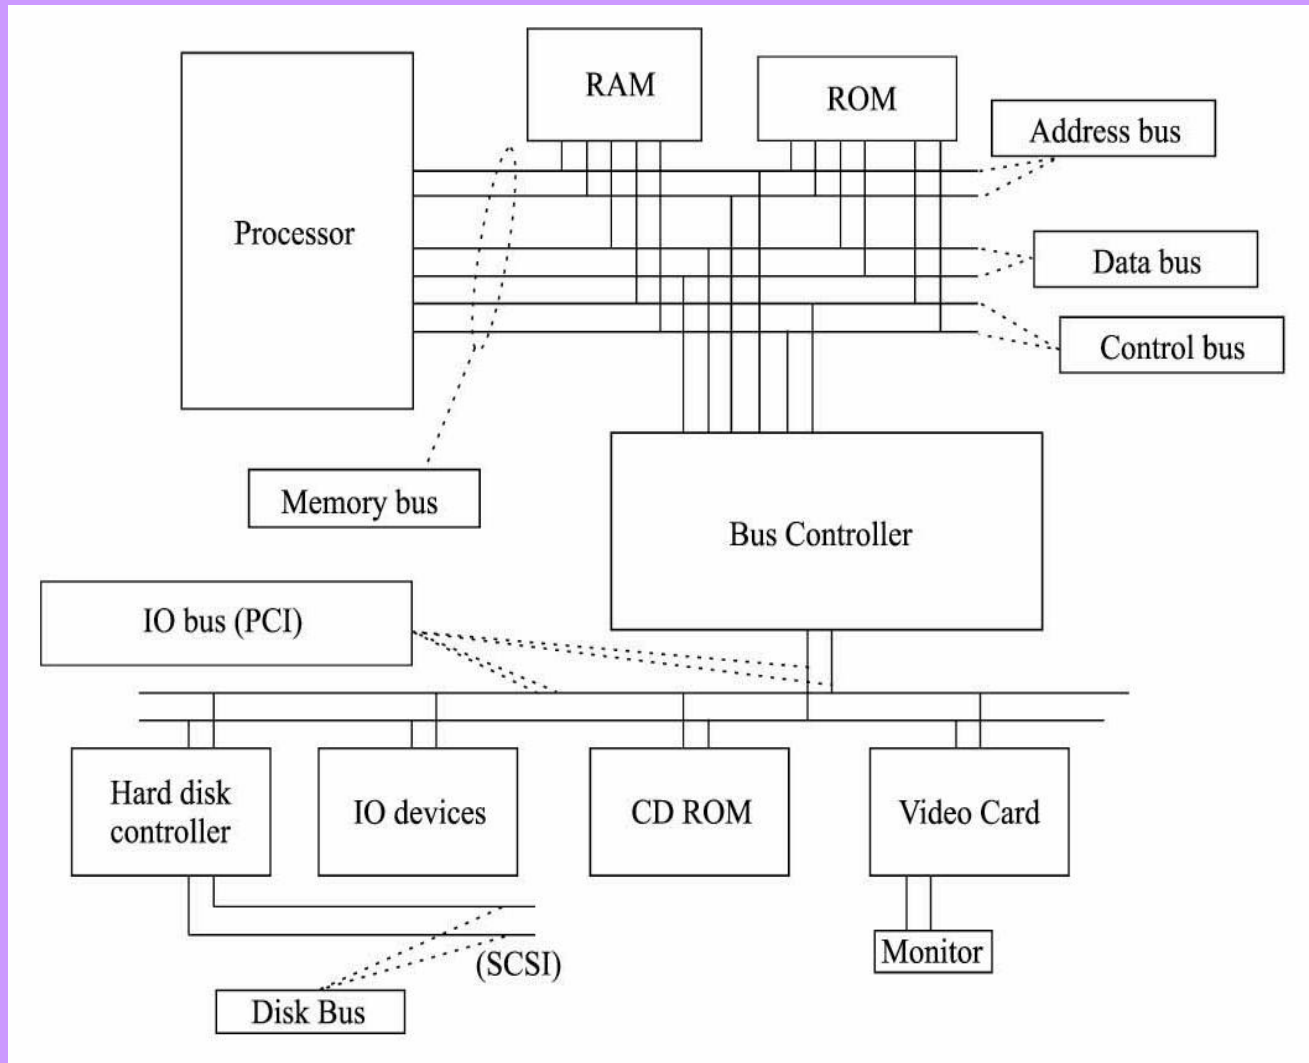 RAM
ROM
Address bus
Processor
Data bus
Control bus
Memory bus
Bus Controller
IO bus (PCI)
Hard disk
controller
IO devices
CD ROM
Video Card
Monitor
(SCSI)
Disk Bus